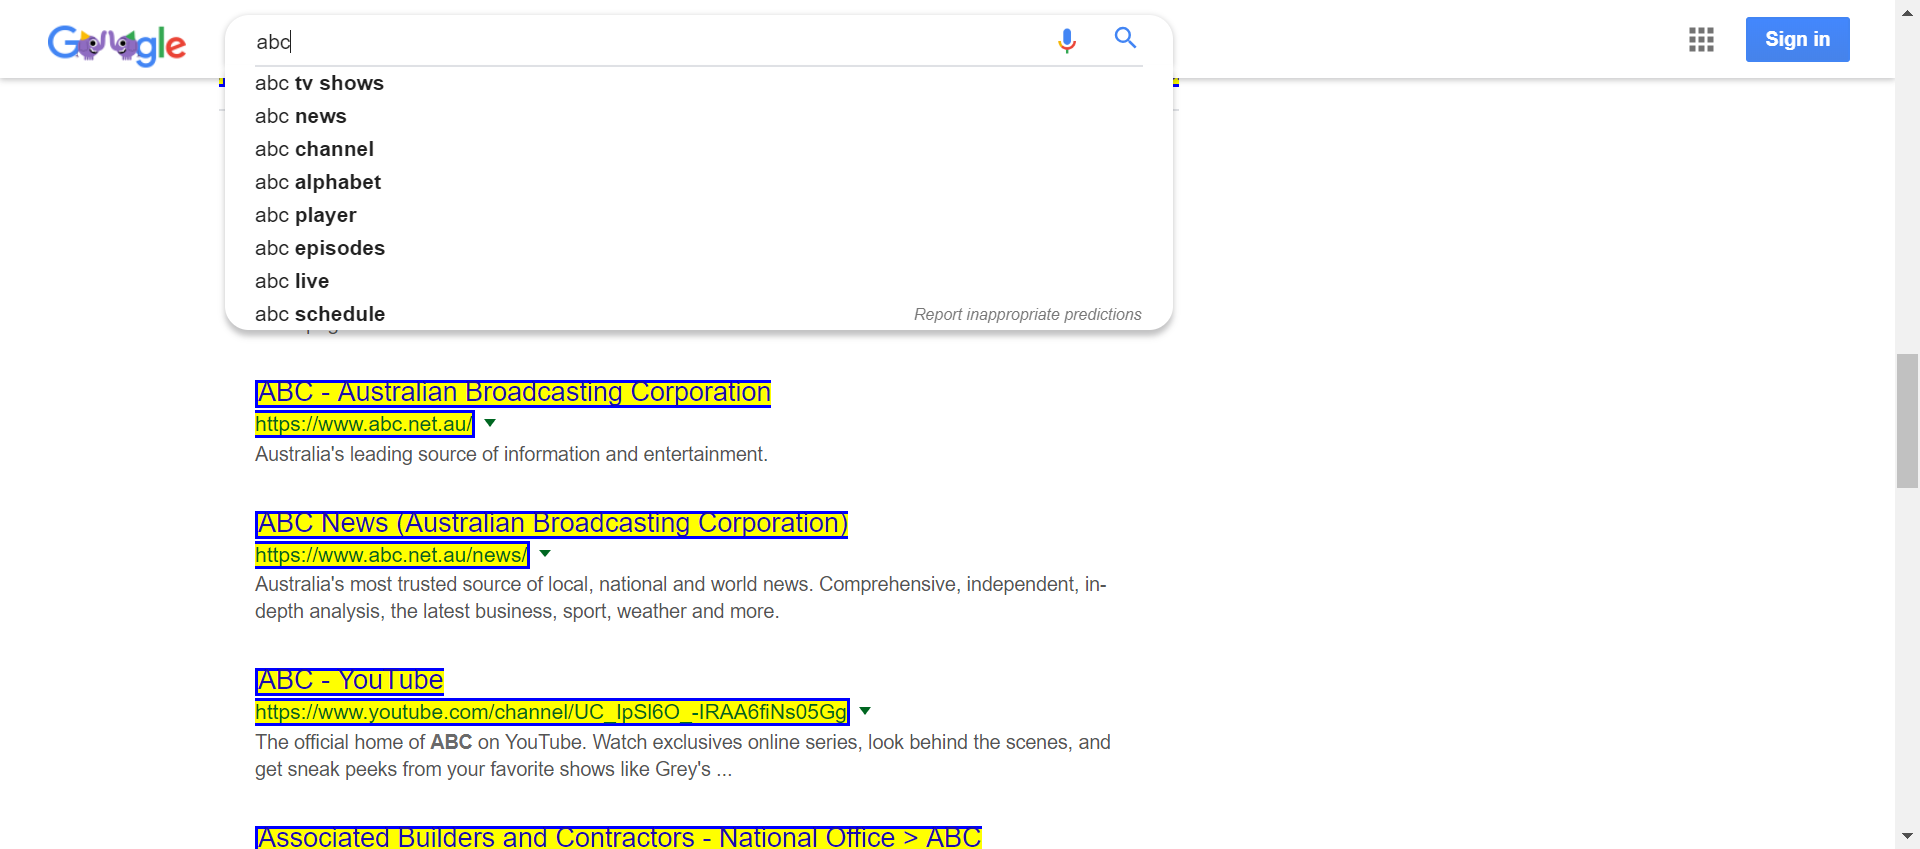 Google
abc
Sign in
abc tv shows
abc news
abc channel
abc alphabet
abc player
abc episodes
abc live
abc schedule
Report inappropriate predictions
ABC - Australian Broadcasting Corporation
https://www.abc.net.au/
Australia's leading source of information and entertainment.
ABC News (Australian Broadcasting Corporation)
https://www.abc.net.au/news/
Australia's most trusted source of local, national and world news. Comprehensive, independent, in-
depth analysis, the latest business, sport, weather and more.
ABC - YouTube
https://www.youtube.com/channel/UC_IpSl6O_-IRAA6fiNs05Gg
The official home of ABC on YouTube. Watch exclusives online series, look behind the scenes, and
get sneak peeks from your favorite shows like Grey's ...
Associated Builders and Contractors - National Office > ABC